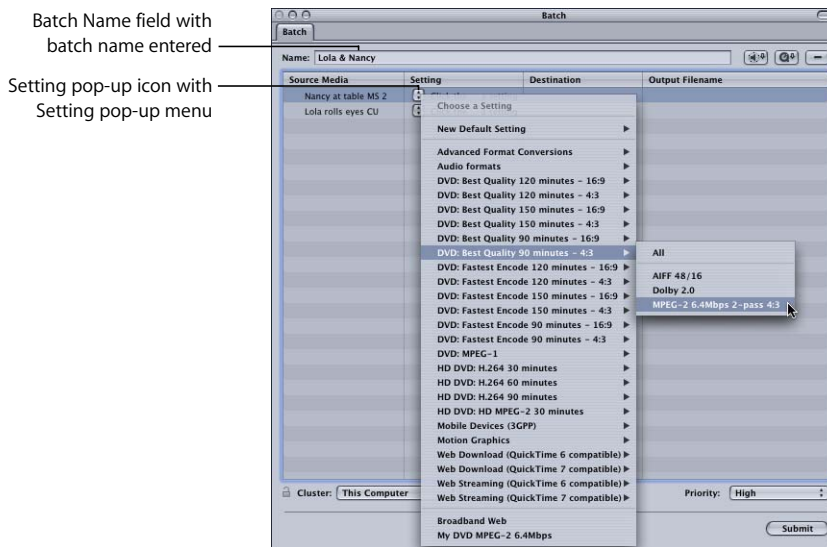 Batch Name field with
batch name entered
Setting pop-up icon with
Setting pop-up menu
Batch
Batch
Name: Lola & Nancy
Source Media Setting Destination Output Filename
Nancy at table MS 2
Lola rolls eyes CU
Choose a Setting
New Default Setting
Advanced Format Conversions
Audio formats
DVD: Best Quality 120 minutes - 16:9
DVD: Best Quality 120 minutes - 4:3
DVD: Best Quality 150 minutes - 16:9
DVD: Best Quality 150 minutes - 4:3
DVD: Best Quality 90 minutes - 16:9
DVD: Best Quality 90 minutes - 4:3
DVD: Fastest Encode 120 minutes - 16:9
DVD: Fastest Encode 120 minutes - 4:3
DVD: Fastest Encode 150 minutes - 16:9
DVD: Fastest Encode 150 minutes - 4:3
DVD: Fastest Encode 90 minutes - 16:9
DVD: Fastest Encode 90 minutes - 4:3
DVD: MPEG-1
HD DVD: H.264 30 minutes
HD DVD: H.264 60 minutes
HD DVD: H.264 90 minutes
HD DVD: HD MPEG-2 30 minutes
Mobile Devices (3GPP)
Motion Graphics
Web Download (QuickTime 6 compatible)
Web Download (QuickTime 7 compatible)
Web Streaming (QuickTime 6 compatible)
Web Streaming (QuickTime 7 compatible)
Broadband Web
My DVD MPEG-2 6.4Mbps
All
AIFF 48/16
Dolby 2.0
MPEG-2 6.4Mbps 2-pass 4:3
Cluster: This Computer
Priority: High
Submit